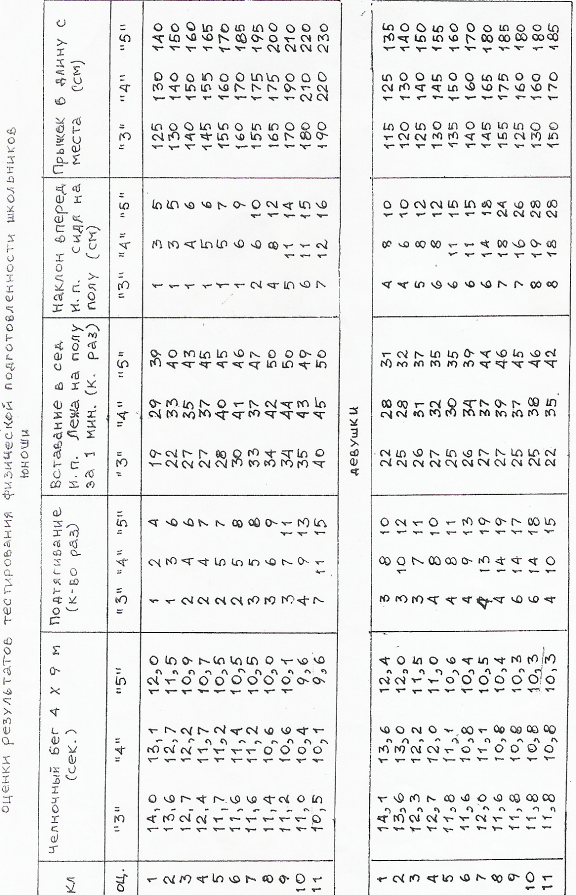 оценки результатов тестирования физической подготовленности школьников
юноши
КЛ Челночный бег 4 х 9 м (сек.) Подтягивание (к-во раз) Вставание в сед и.п. лежа на полу за 1 мин. (к. раз) Наклон вперед и.п. сидя на полу (см) Прыжек в длину с места (см)
оц. "3" "4" "5" "3" "4" "5" "3" "4" "5" "3" "4" "5" "3" "4" "5"
1 14,0 13,1 12,0 1 2 4 19 29 39 1 3 5 125 130 140
2 13,6 12,7 11,5 1 3 6 22 33 40 1 3 5 130 140 150
3 12,7 12,2 10,9 2 4 6 27 35 43 1 4 6 140 150 160
4 12,4 11,7 10,7 2 4 7 27 37 45 1 5 6 145 155 165
5 11,7 11,2 10,5 2 5 7 28 40 45 1 5 7 155 160 170
6 11,6 11,4 10,5 2 5 8 30 41 46 1 6 9 160 170 185
7 11,6 11,2 10,5 3 5 8 33 37 47 2 6 10 155 175 195
8 11,4 10,6 10,0 3 6 9 34 42 50 4 8 12 165 175 200
9 11,2 10,6 10,1 3 7 11 34 44 50 5 11 14 170 190 210
10 11,0 10,4 9,6 4 9 13 35 43 49 6 11 15 180 210 220
11 10,5 10,1 9,6 7 11 15 40 45 50 7 12 16 190 220 230
девушки
1 14,1 13,6 12,4 3 8 10 22 28 31 4 8 10 115 125 135
2 13,6 13,0 12,0 3 10 12 25 28 32 4 6 10 120 130 140
3 12,3 12,2 11,5 3 7 11 26 31 37 5 8 12 125 140 150
4 12,7 12,0 11,0 4 8 10 27 32 35 6 8 12 140 145 155
5 11,8 11,1 10,6 4 8 11 25 30 35 6 11 15 135 150 160
6 11,6 10,8 10,4 4 9 13 26 34 39 6 11 15 140 160 170
7 12,0 11,1 10,5 4 13 19 27 37 44 6 14 18 145 165 180
8 11,6 10,8 10,4 4 14 19 27 39 46 7 18 24 155 175 185
9 11,8 10,8 10,3 6 14 17 25 37 45 7 16 26 125 160 180
10 11,8 10,8 10,3 6 14 18 25 38 46 8 19 28 130 160 180
11 11,8 10,8 10,3 4 10 15 22 35 42 8 18 28 150 170 185